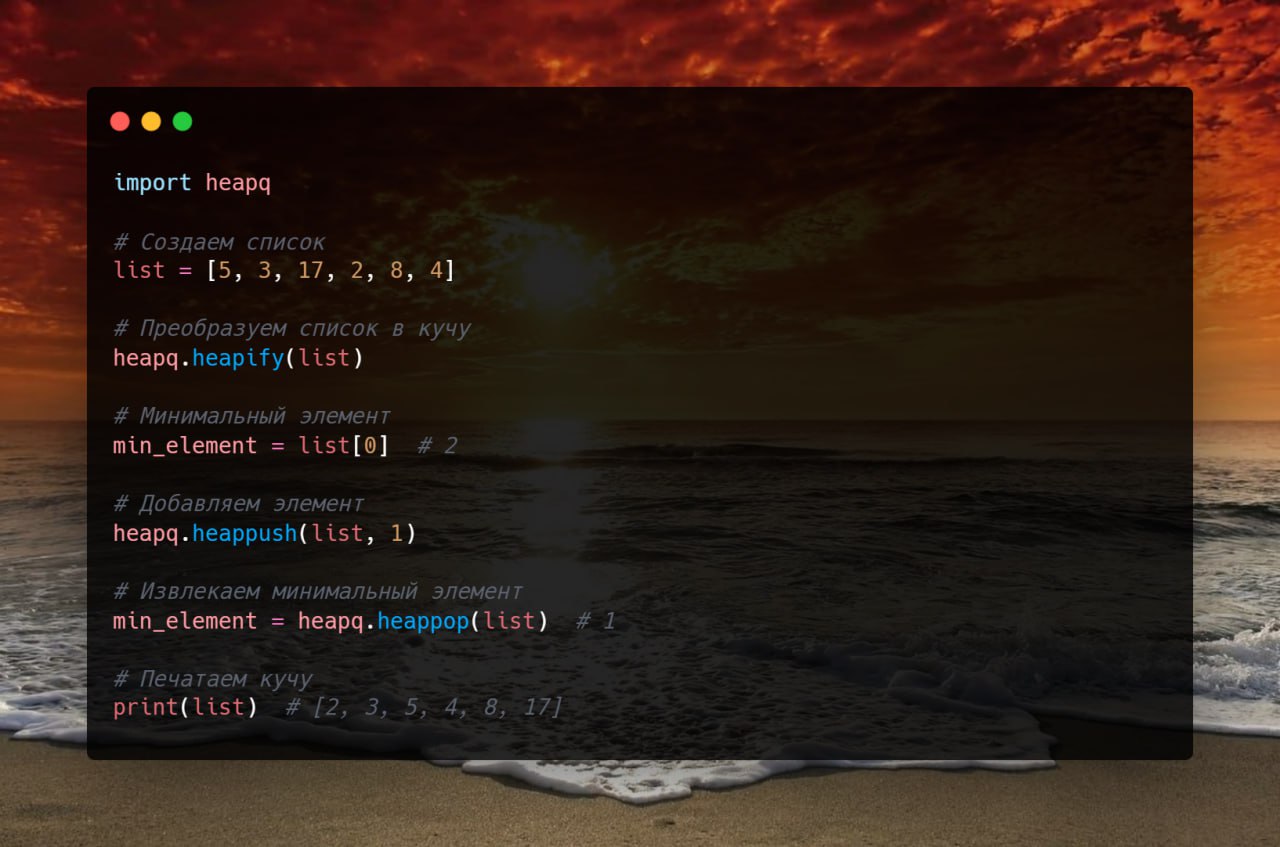 import heapq
# Создаем список
list = [5, 3, 17, 2, 8, 4]
# Преобразуем список в кучу
heapq.heapify(list)
# Минимальный элемент
min_element = list[0]  # 2
# Добавляем элемент
heapq.heappush(list, 1)
# Извлекаем минимальный элемент
min_element = heapq.heappop(list)  # 1
# Печатаем кучу
print(list)  # [2, 3, 5, 4, 8, 17]